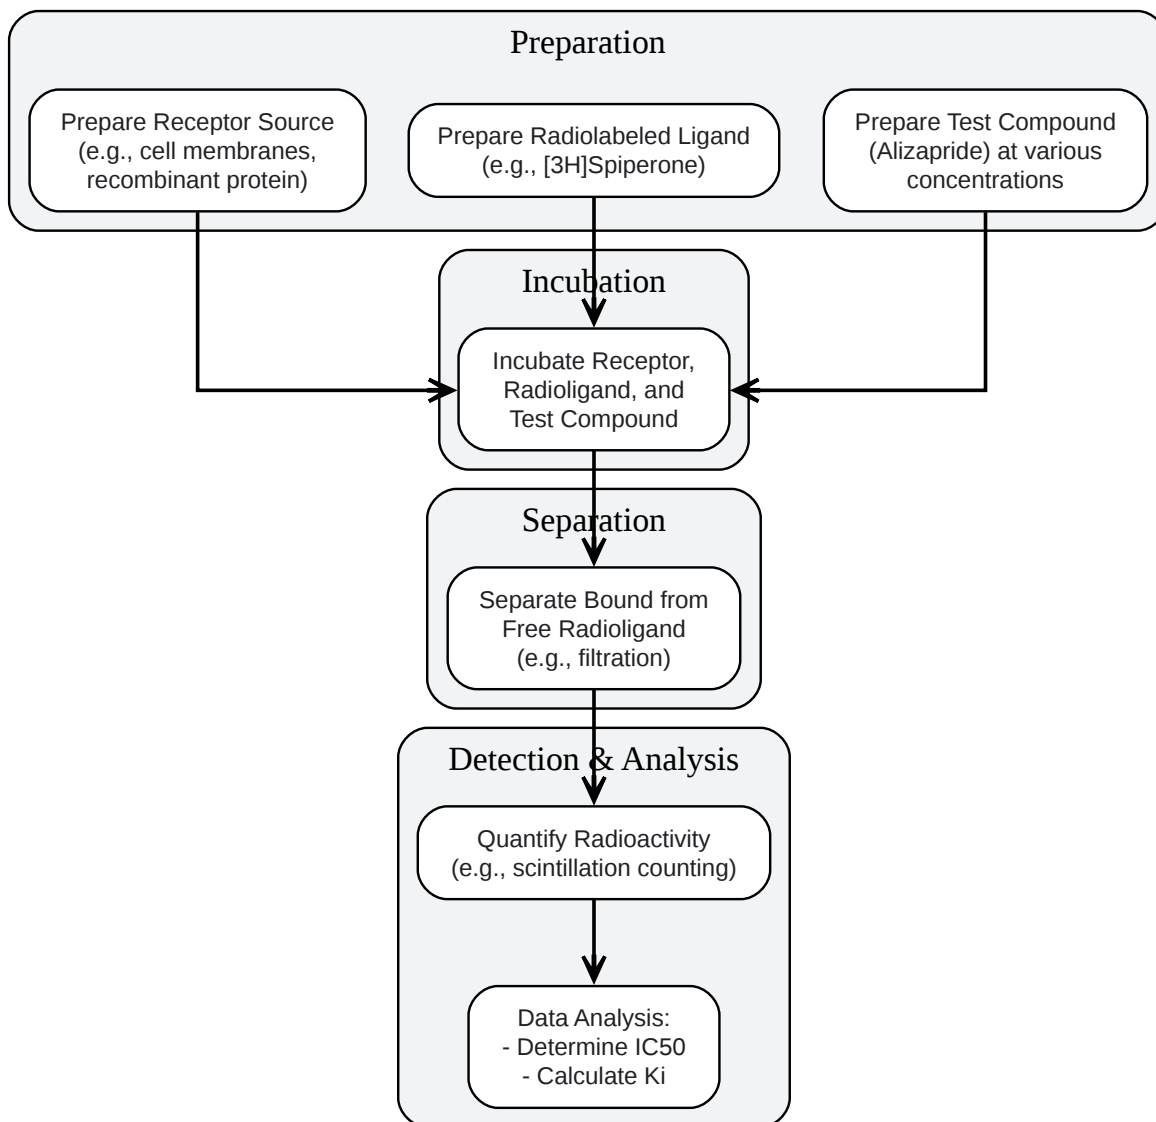 Preparation
Prepare Receptor Source
(e.g., cell membranes,
recombinant protein)
Prepare Radiolabeled Ligand
(e.g., [3H]Spiperone)
Prepare Test Compound
(Alizapride) at various
concentrations
Incubation
Incubate Receptor,
Radioligand, and
Test Compound
Separation
Separate Bound from
Free Radioligand
(e.g., filtration)
Detection & Analysis
Quantify Radioactivity
(e.g., scintillation counting)
Data Analysis:
- Determine IC50
- Calculate Ki